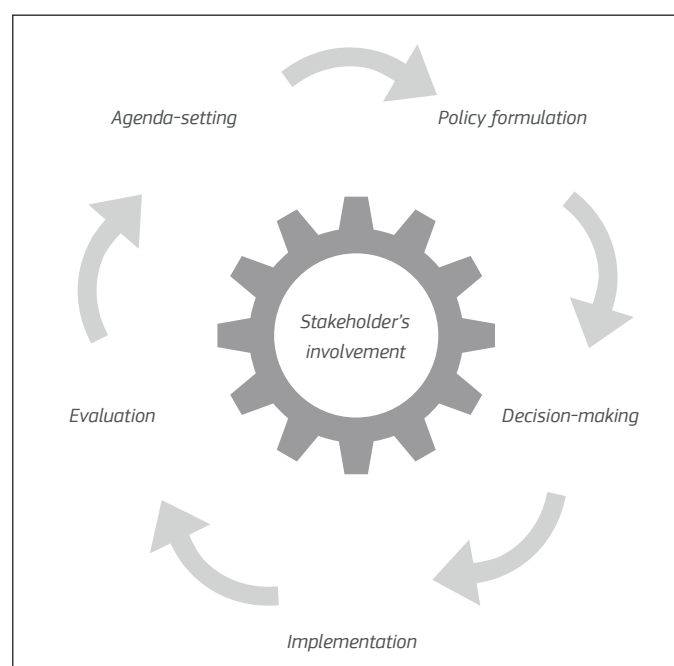 Agenda-setting
Policy formulation
Stakeholder's
involvement
Evaluation
Decision-making
Implementation